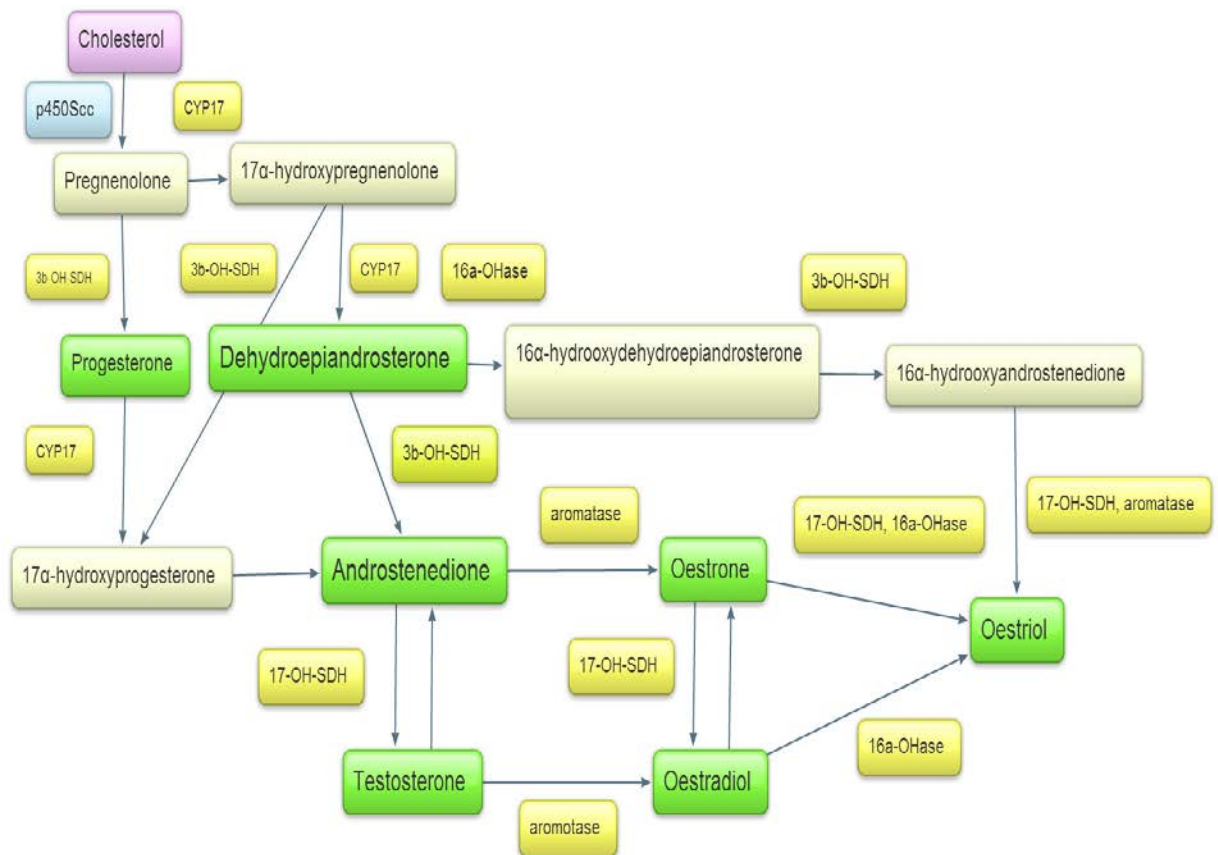 Cholesterol
p450Scc
CYP17
Pregnenolone
17α-hydroxypregnenolone
3b OH SDH
3b-OH-SDH
CYP17
16a-OHase
3b-OH-SDH
Progesterone
Dehydroepiandrosterone
16α-hydrooxydehydroepiandrosterone
16α-hydrooxyandrostenedione
CYP17
3b-OH-SDH
aromatase
17-OH-SDH, 16a-OHase
17-OH-SDH, aromatase
17α-hydroxyprogesterone
Androstenedione
Oestrone
Oestriol
17-OH-SDH
17-OH-SDH
Testosterone
Oestradiol
16a-OHase
aromotase